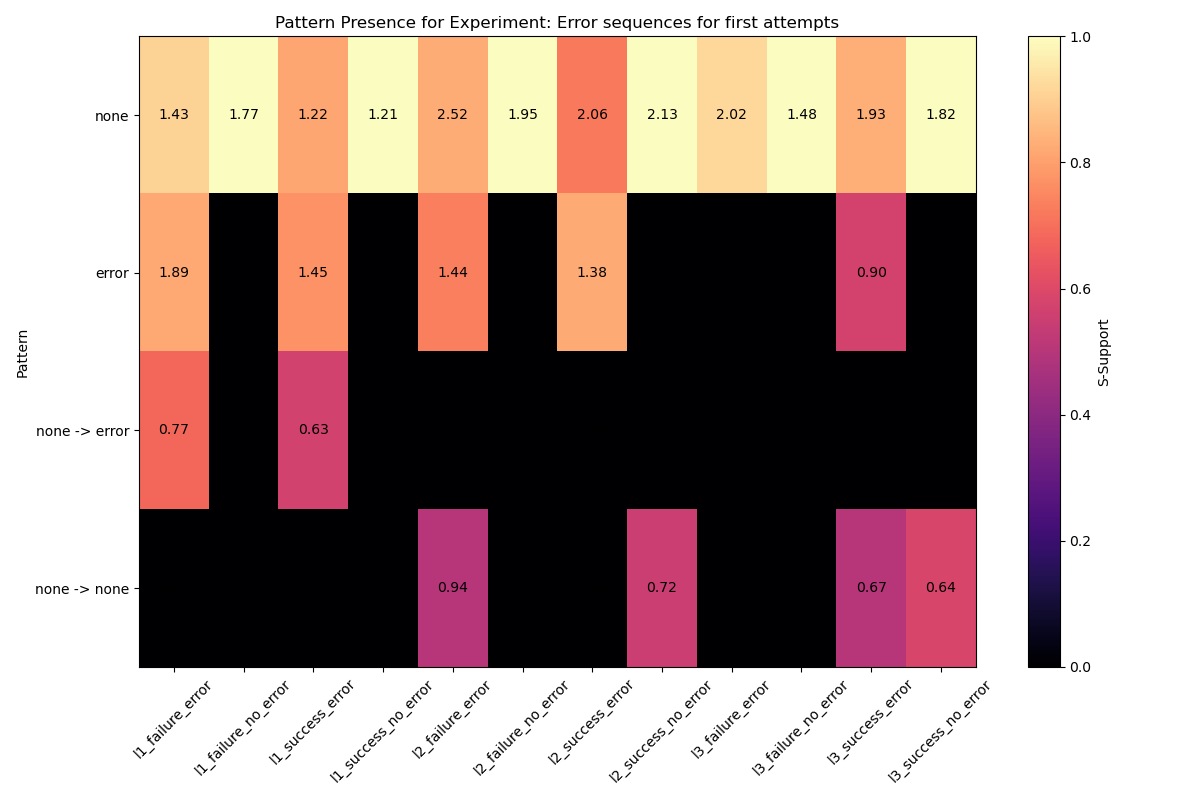 Pattern Presence for Experiment: Error sequences for first attempts
none 1.43 1.77 1.22 1.21 2.52 1.95 2.06 2.13 2.02 1.48 1.93 1.82
error 1.89 1.45 1.44 1.38 0.90
none -> error 0.77 0.63
none -> none 0.94 0.72 0.67 0.64
Pattern
l1_failure_error
l1_failure_no_error
l1_success_error
l1_success_no_error
l2_failure_error
l2_failure_no_error
l2_success_error
l2_success_no_error
l3_failure_error
l3_failure_no_error
l3_success_error
l3_success_no_error
1.0
0.8
0.6
0.4
0.2
0.0
S-Support